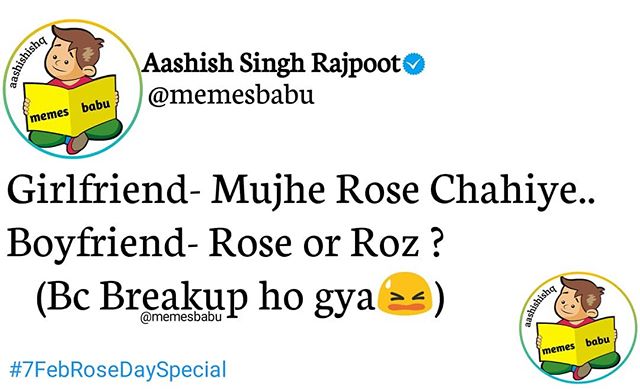 aashishishq
memes babu
Aashish Singh Rajpoot
@memesbabu
Girlfriend- Mujhe Rose Chahiye..
Boyfriend- Rose or Roz ?
(Bc Breakup ho gya😫)
@memesbabu
aashishishq
memes babu
#7FebRoseDaySpecial